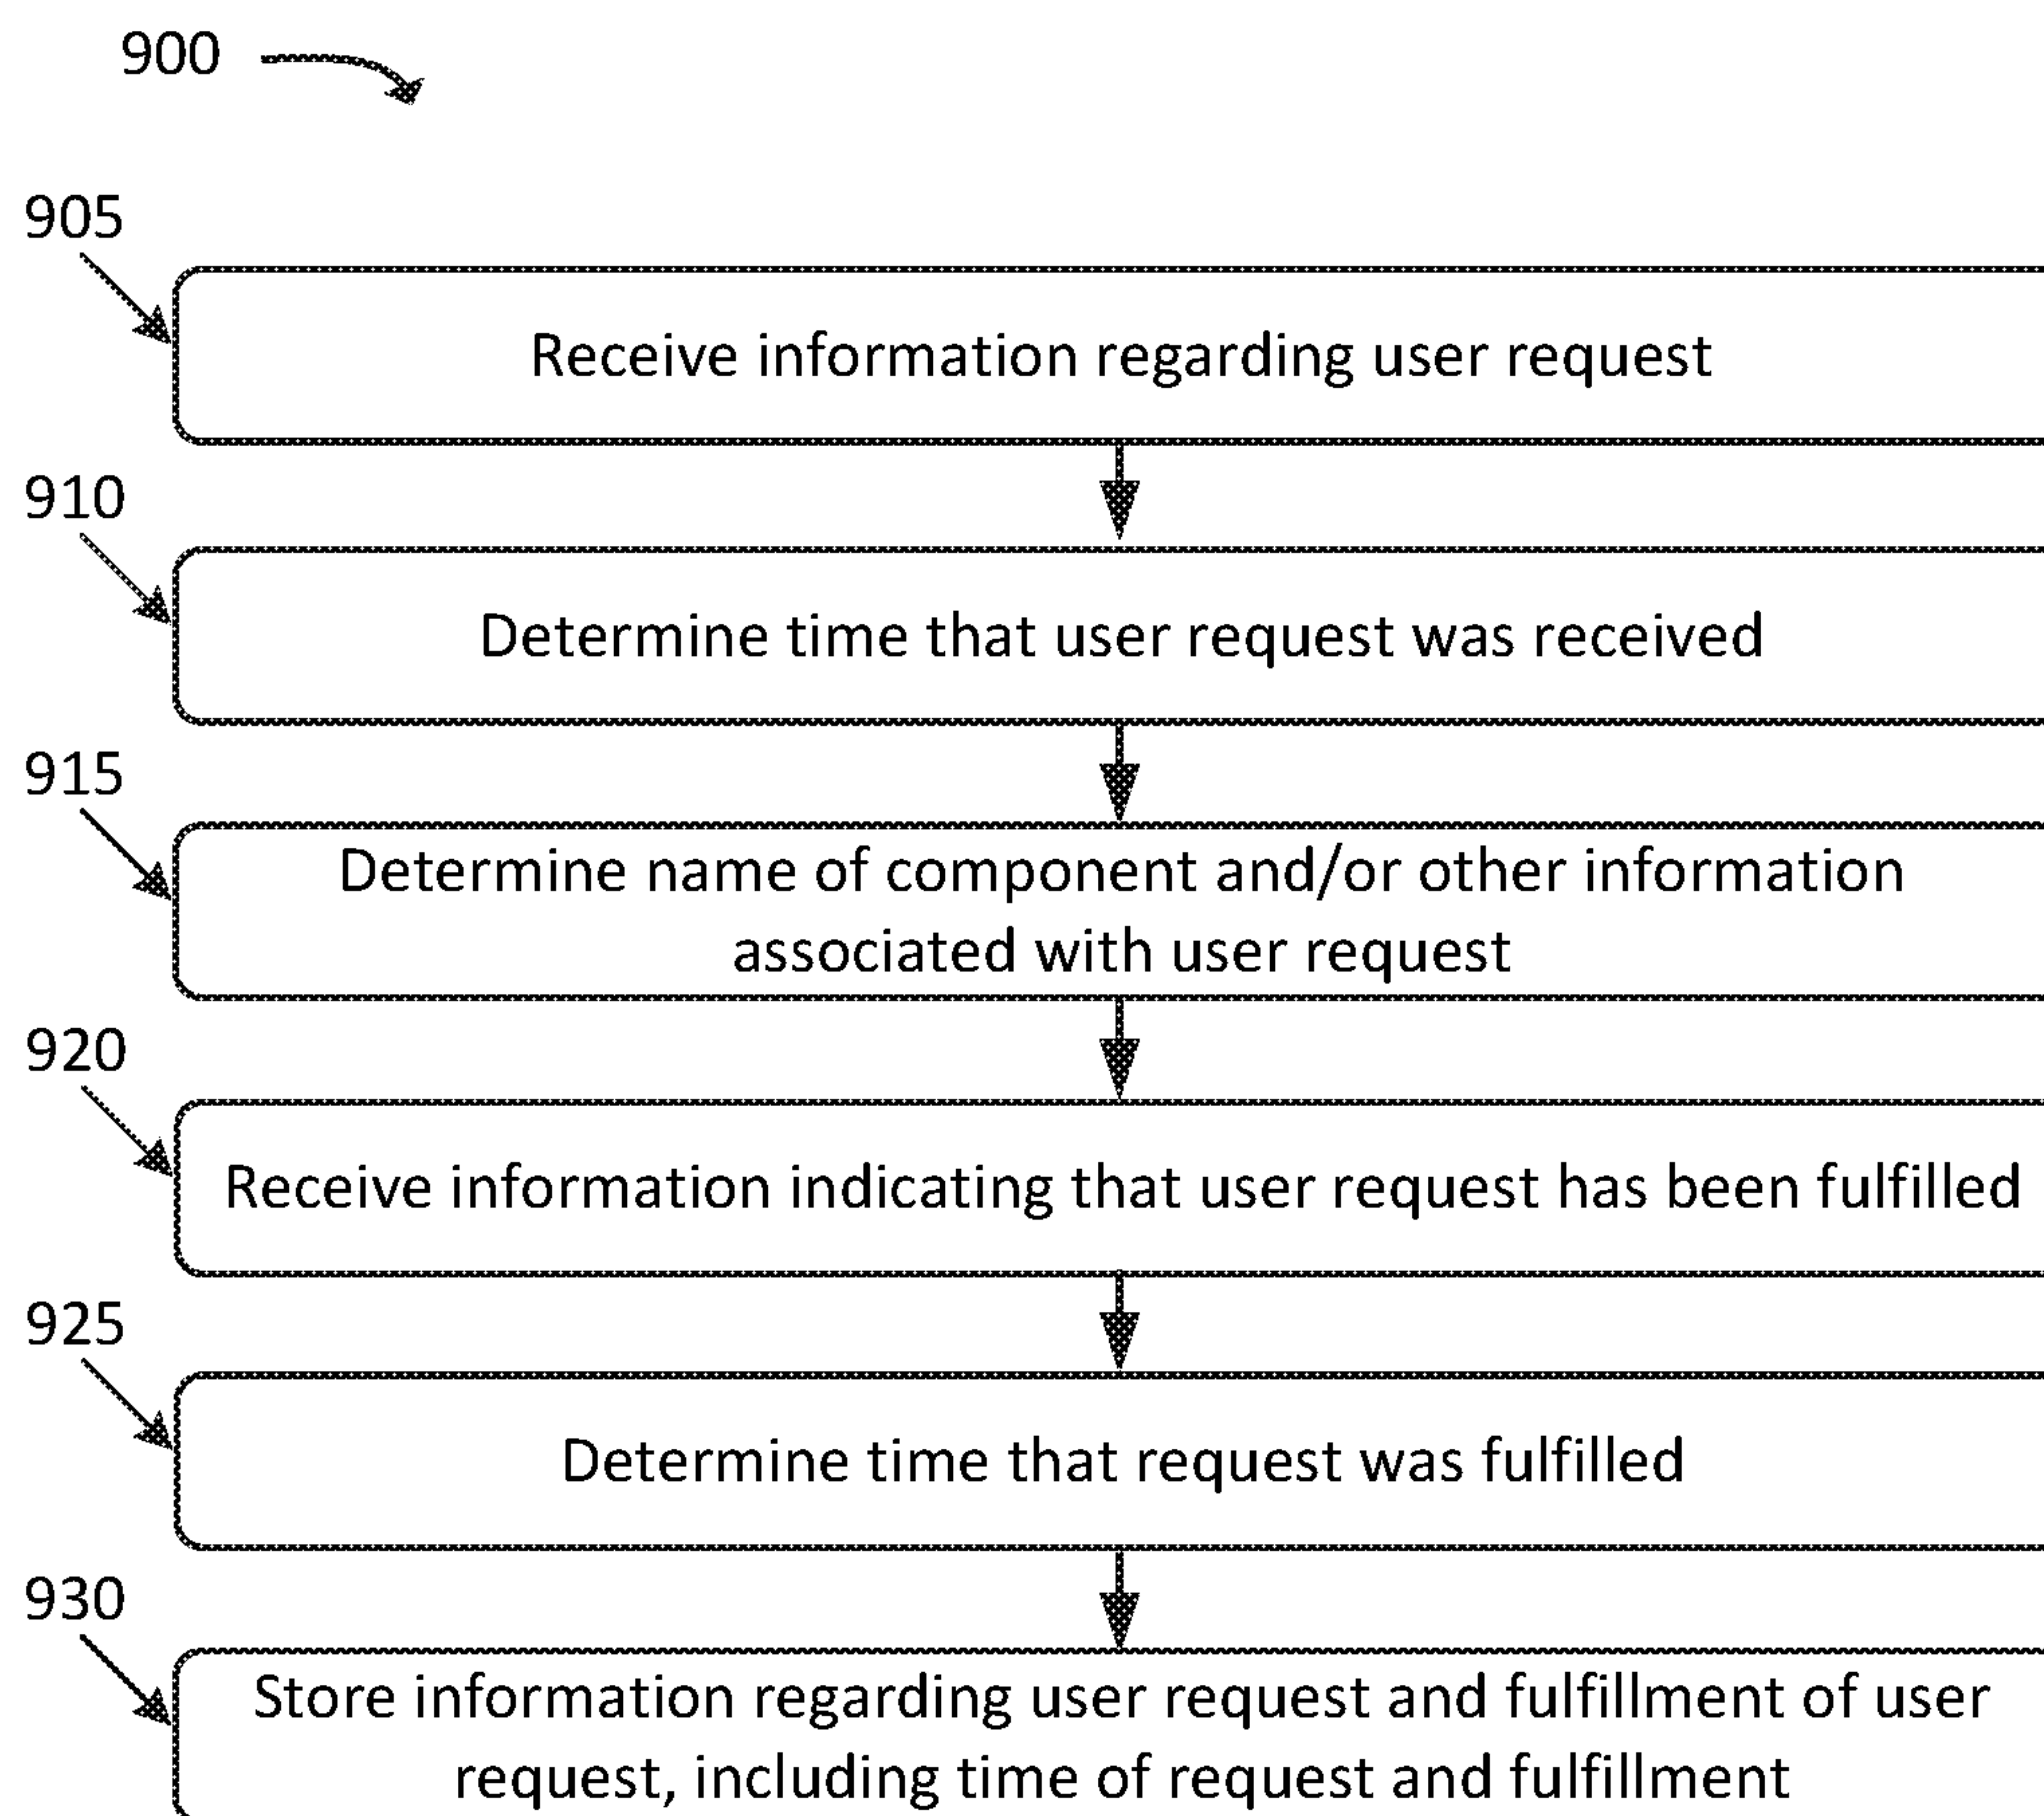 900
905
Receive information regarding user request
910
Determine time that user request was received
915
Determine name of component and/or other information
associated with user request
920
Receive information indicating that user request has been fulfilled
925
Determine time that request was fulfilled
930
Store information regarding user request and fulfillment of user
request, including time of request and fulfillment